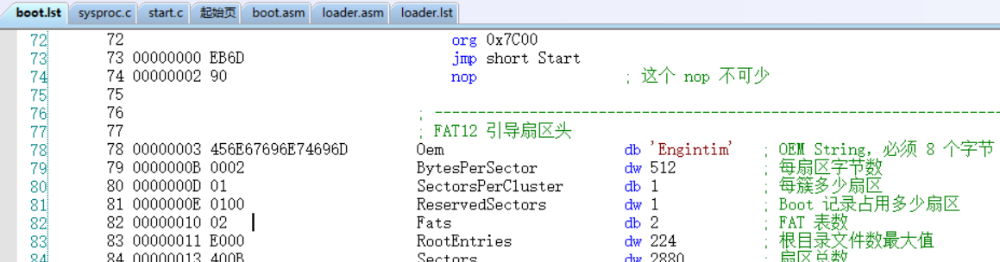 boot.lst sysproc.c start.c 起始页 boot.asm loader.asm loader.lst
72 72 org 0x7C00
73 73 00000000 EB6D jmp short Start
74 74 00000002 90 nop ; 这个 nop 不可少
75 75
76 76 ; -----------------------------------------------------------------
77 77 ; FAT12 引导扇区头
78 78 00000003 456E67696E74696D Oem db 'Engintim' ; OEM String, 必须 8 个字节
79 79 0000000B 0002 BytesPerSector dw 512 ; 每扇区字节数
80 80 0000000D 01 SectorsPerCluster db 1 ; 每簇多少扇区
81 81 0000000E 0100 ReservedSectors dw 1 ; Boot 记录占用多少扇区
82 82 00000010 02 Fats db 2 ; FAT 表数
83 83 00000011 E000 RootEntries dw 224 ; 根目录文件数最大值
84 84 00000013 400B Sectors dw 2880 ; 扇区总数